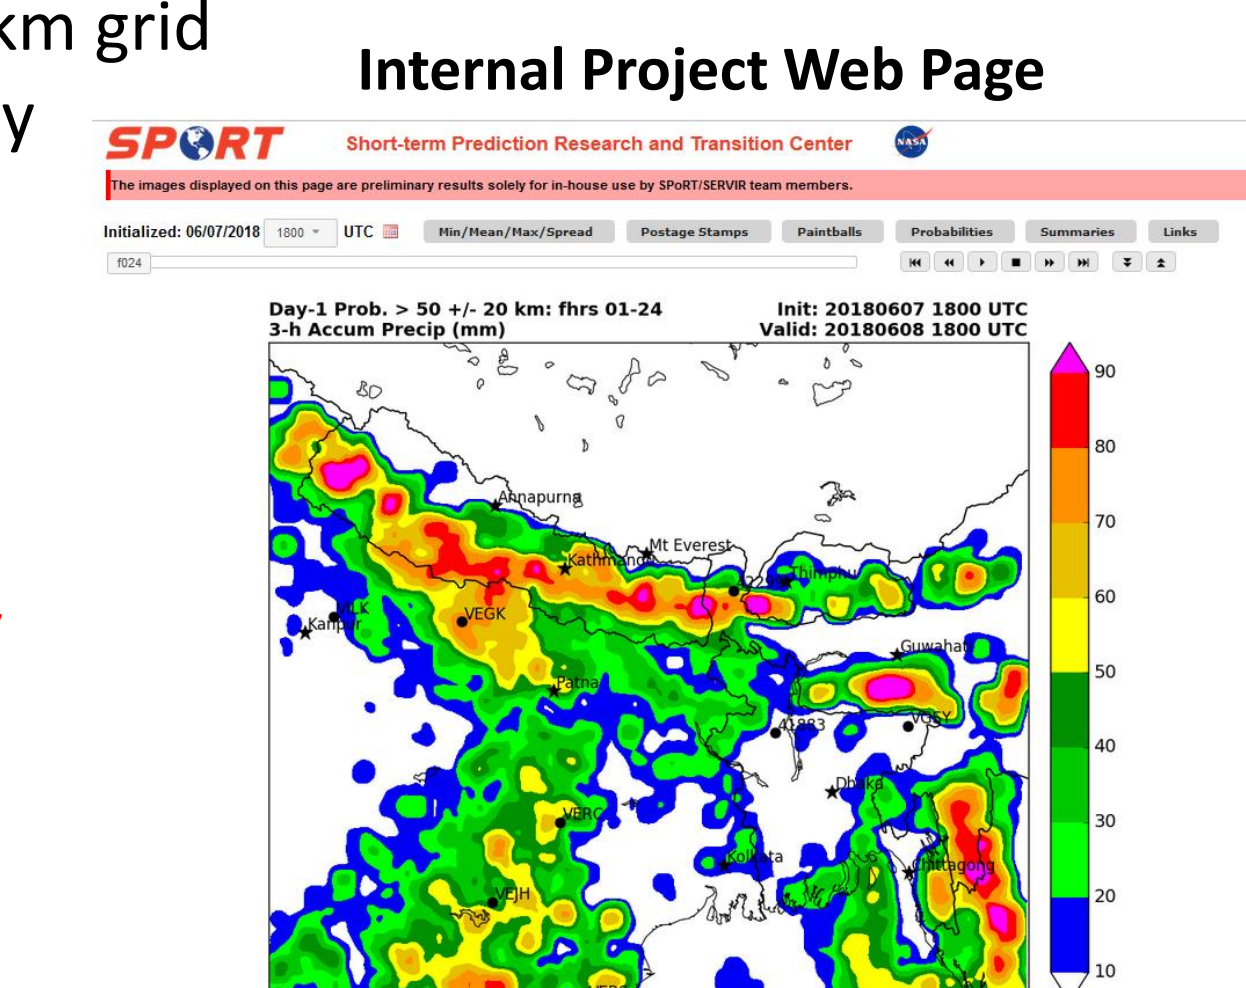 km grid
y
Internal Project Web Page
SPORT
Short-term Prediction Research and Transition Center
NASA
The images displayed on this page are preliminary results solely for in-house use by SPoRT/SERVIR team members.
Initialized: 06/07/2018 1800 UTC Min/Mean/Max/Spread Postage Stamps Paintballs Probabilities Summaries Links
f024
Day-1 Prob. > 50 +/- 20 km: fhrs 01-24 Init: 20180607 1800 UTC
3-h Accum Precip (mm) Valid: 20180608 1800 UTC
90
80
70
60
50
40
30
20
10
Annapurna
Mt Everest
Kathmandu
Thimphu
VILK
Kanpur
VEGK
Guwahati
Patna
41883
VGSY
Dhaka
VERC
Kolkata
Chittagong
VEJH